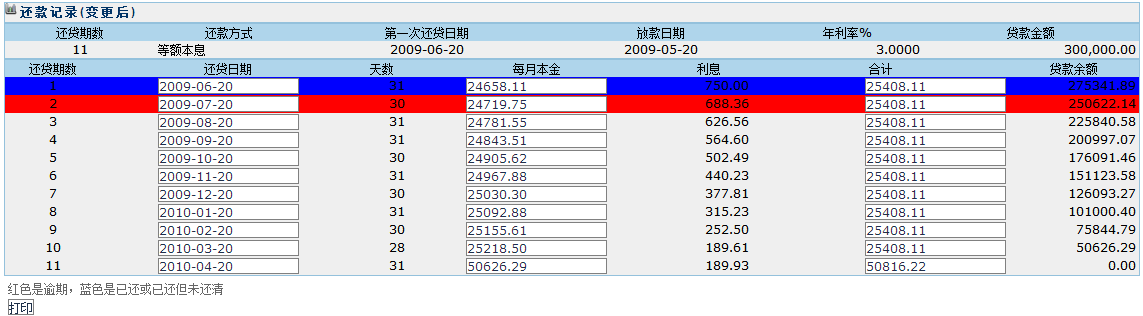 还款记录(变更后)
还贷期数 还款方式 第一次还贷日期 放款日期 年利率% 贷款金额
11 等额本息 2009-06-20 2009-05-20 3.0000 300,000.00
还贷期数 还贷日期 天数 每月本金 利息 合计 贷款余额
1 2009-06-20 31 24658.11 750.00 25408.11 275341.89
2 2009-07-20 30 24719.75 688.36 25408.11 250622.14
3 2009-08-20 31 24781.55 626.56 25408.11 225840.58
4 2009-09-20 31 24843.51 564.60 25408.11 200997.07
5 2009-10-20 30 24905.62 502.49 25408.11 176091.46
6 2009-11-20 31 24967.88 440.23 25408.11 151123.58
7 2009-12-20 30 25030.30 377.81 25408.11 126093.27
8 2010-01-20 31 25092.88 315.23 25408.11 101000.40
9 2010-02-20 30 25155.61 252.50 25408.11 75844.79
10 2010-03-20 28 25218.50 189.61 25408.11 50626.29
11 2010-04-20 31 50626.29 189.93 50816.22 0.00
红色是逾期，蓝色是已还或已还但未还清
打印